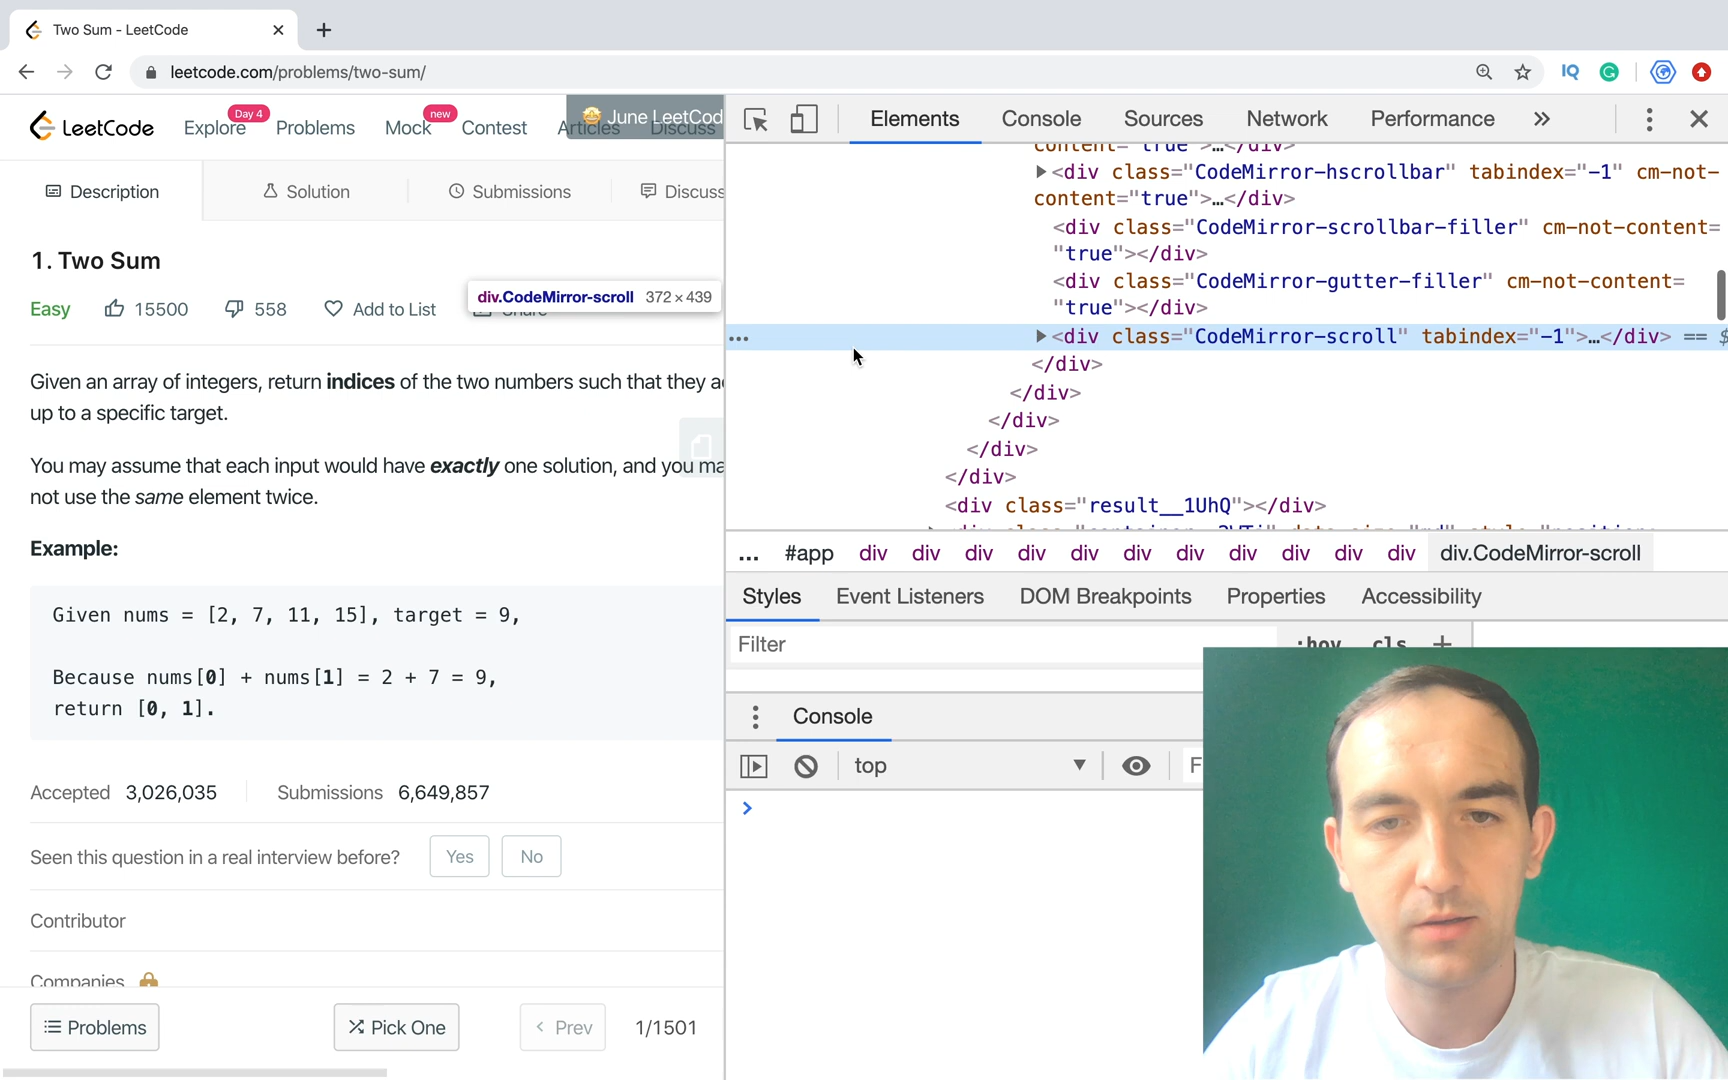 Two Sum - LeetCode
leetcode.com/problems/two-sum/
IQ
LeetCode
Explore
Day 4
Problems
Mock
new
Contest
Articles
Discuss
June LeetCod
Description
Solution
Submissions
Discuss
1. Two Sum
Easy
15500
558
Add to List
Share
div.CodeMirror-scroll 372 × 439
Given an array of integers, return indices of the two numbers such that they a
up to a specific target.
You may assume that each input would have exactly one solution, and you ma
not use the same element twice.
Example:
Given nums = [2, 7, 11, 15], target = 9,
Because nums[0] + nums[1] = 2 + 7 = 9,
return [0, 1].
Accepted 3,026,035
Submissions 6,649,857
Seen this question in a real interview before?
Yes
No
Contributor
Companies
Problems
Pick One
Prev
1/1501
Elements
Console
Sources
Network
Performance
content="true">…</div>
<div class="CodeMirror-hscrollbar" tabindex="-1" cm-not-
content="true">…</div>
<div class="CodeMirror-scrollbar-filler" cm-not-content=
"true"></div>
<div class="CodeMirror-gutter-filler" cm-not-content=
"true"></div>
… <div class="CodeMirror-scroll" tabindex="-1">…</div> == $
</div>
</div>
</div>
</div>
</div>
<div class="result__1UhQ"></div>
… #app div div div div div div div div div div div div.CodeMirror-scroll
Styles
Event Listeners
DOM Breakpoints
Properties
Accessibility
Filter
:hov .cls +
Console
top
F